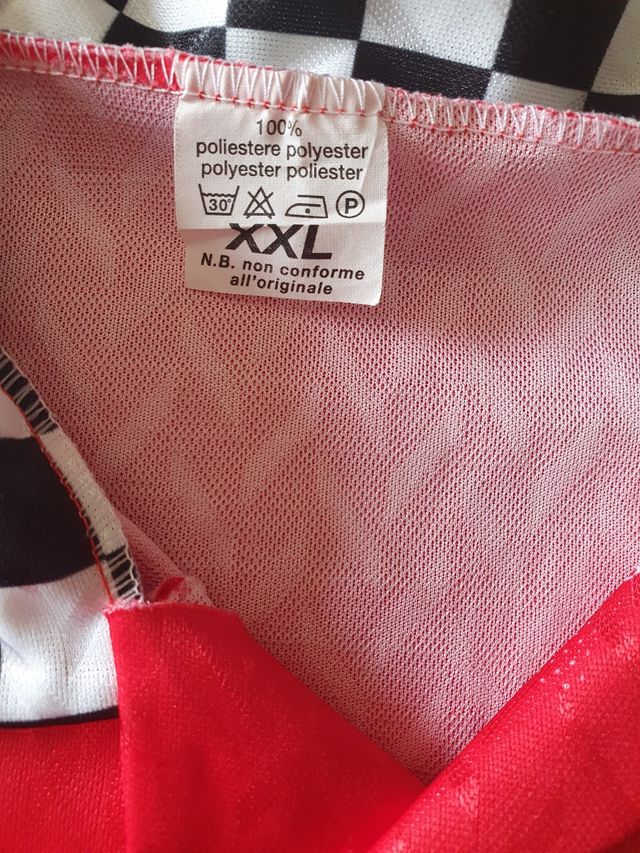 100%
poliestere polyester
polyester poliester
30° P
XXL
N.B. non conforme
all'originale